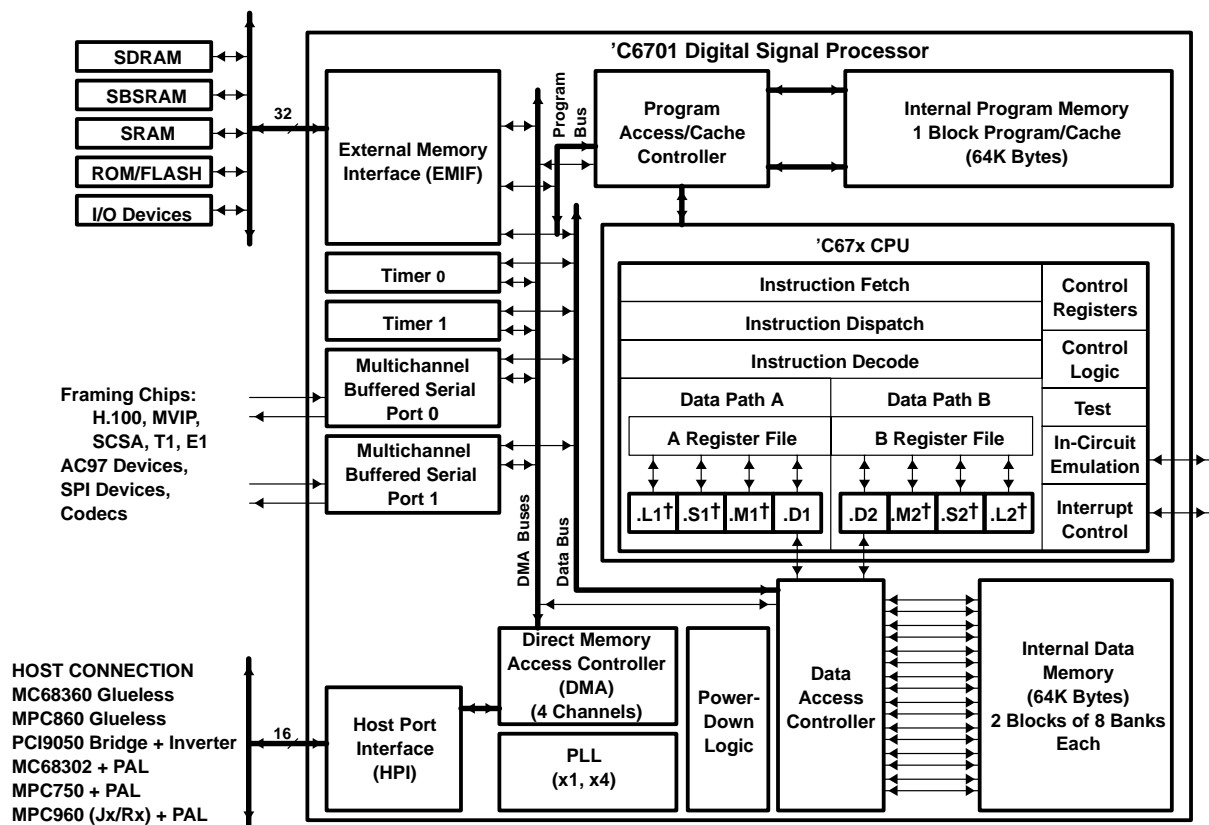 'C6701 Digital Signal Processor
SDRAM
SBSRAM
SRAM
ROM/FLASH
I/O Devices
32
External Memory
Interface (EMIF)
Program
Bus
Program
Access/Cache
Controller
Internal Program Memory
1 Block Program/Cache
(64K Bytes)
Timer 0
Timer 1
Multichannel
Buffered Serial
Port 0
Multichannel
Buffered Serial
Port 1
Framing Chips:
H.100, MVIP,
SCSA, T1, E1
AC97 Devices,
SPI Devices,
Codecs
DMA Buses
Data Bus
'C67x CPU
Instruction Fetch
Instruction Dispatch
Instruction Decode
Data Path A
Data Path B
A Register File
B Register File
.L1†
.S1†
.M1†
.D1
.D2
.M2†
.S2†
.L2†
Control
Registers
Control
Logic
Test
In-Circuit
Emulation
Interrupt
Control
HOST CONNECTION
MC68360 Glueless
MPC860 Glueless
PCI9050 Bridge + Inverter
MC68302 + PAL
MPC750 + PAL
MPC960 (Jx/Rx) + PAL
16
Host Port
Interface
(HPI)
Direct Memory
Access Controller
(DMA)
(4 Channels)
PLL
(x1, x4)
Power-
Down
Logic
Data
Access
Controller
Internal Data
Memory
(64K Bytes)
2 Blocks of 8 Banks
Each